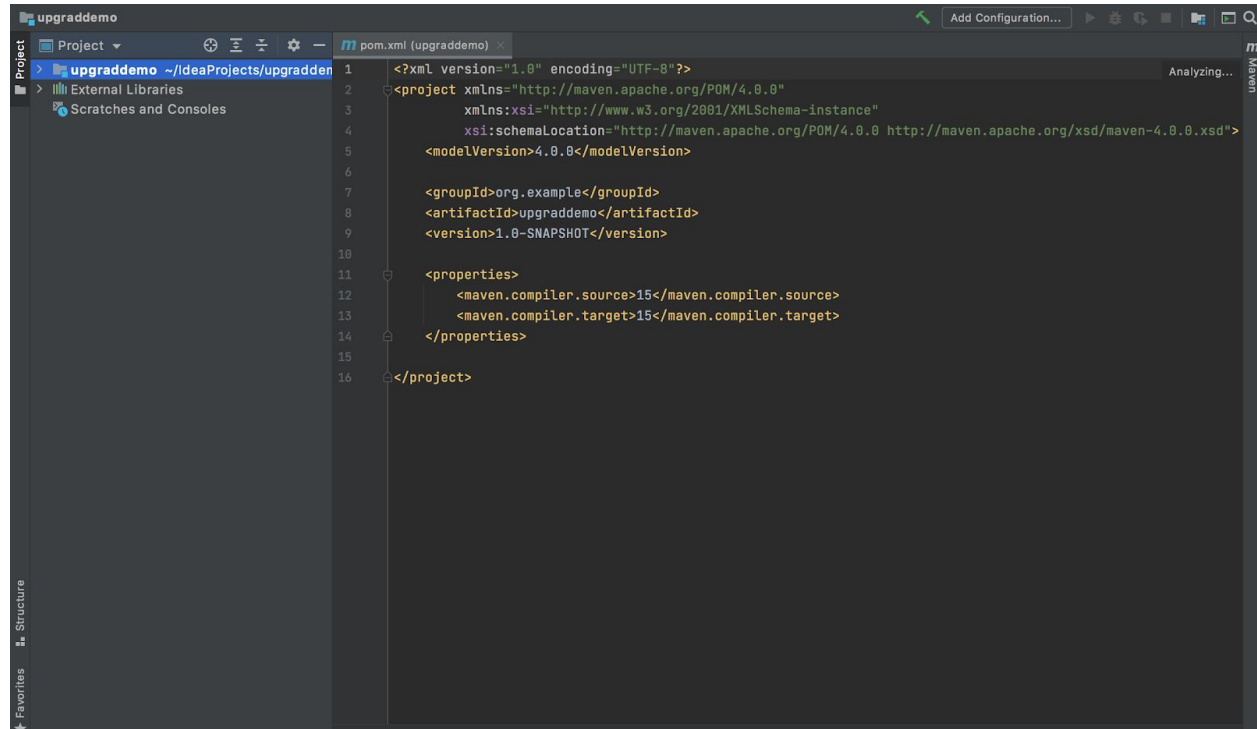 upgraddemo
Add Configuration...
Project
Project
pom.xml (upgraddemo)
Maven
upgraddemo ~/IdeaProjects/upgradden
External Libraries
Scratches and Consoles
Analyzing...
1 <?xml version="1.0" encoding="UTF-8"?>
2 <project xmlns="http://maven.apache.org/POM/4.0.0"
3 xmlns:xsi="http://www.w3.org/2001/XMLSchema-instance"
4 xsi:schemaLocation="http://maven.apache.org/POM/4.0.0 http://maven.apache.org/xsd/maven-4.0.0.xsd">
5 <modelVersion>4.0.0</modelVersion>
6
7 <groupId>org.example</groupId>
8 <artifactId>upgraddemo</artifactId>
9 <version>1.0-SNAPSHOT</version>
10
11 <properties>
12 <maven.compiler.source>15</maven.compiler.source>
13 <maven.compiler.target>15</maven.compiler.target>
14 </properties>
15
16 </project>
Structure
Favorites